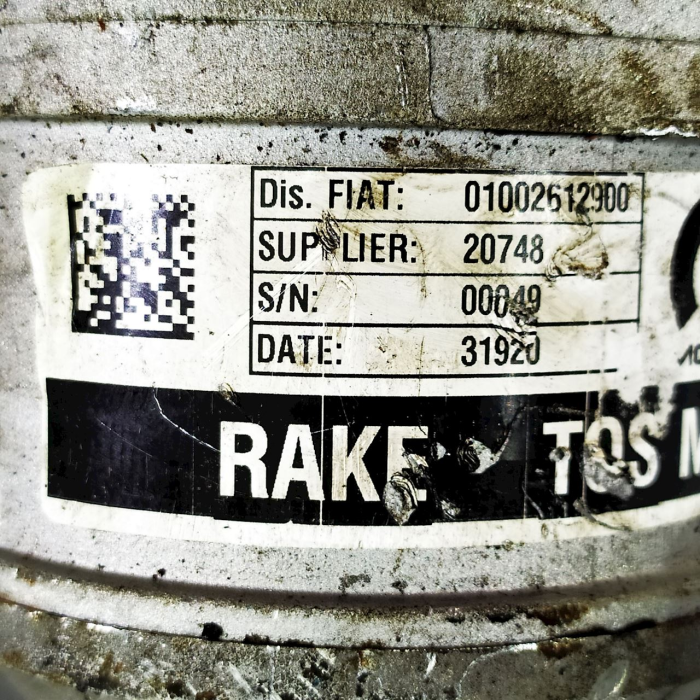 Dis. FIAT: 01002612900
SUPPLIER: 20748
S/N: 00049
DATE: 31920
RAKE TOS M